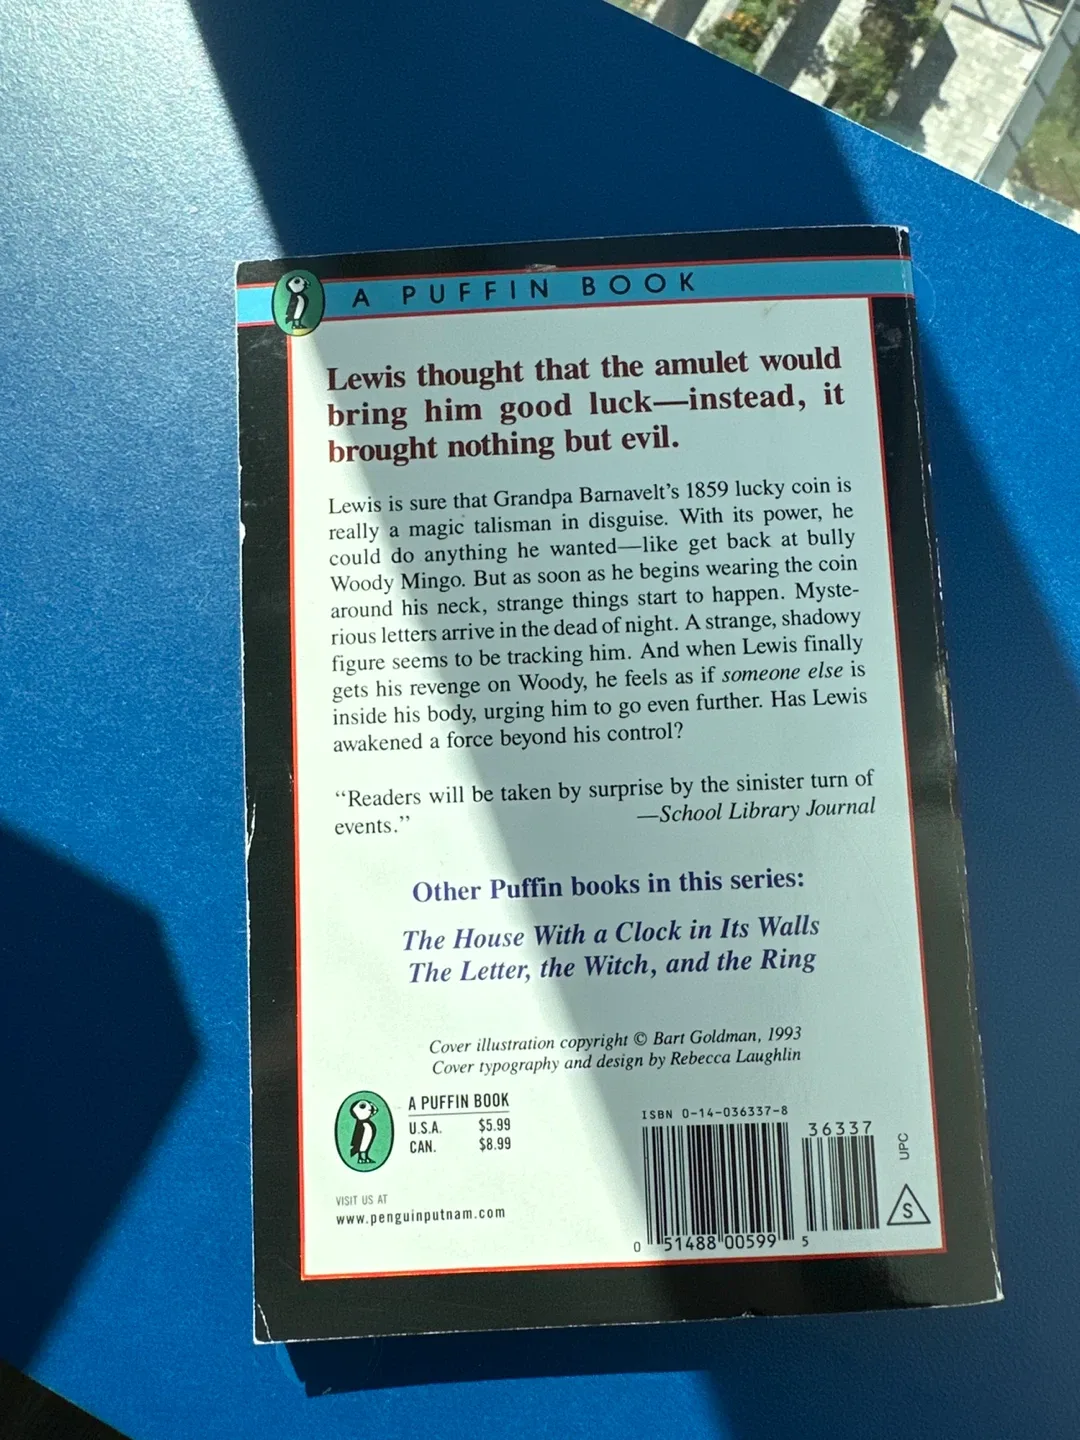 A PUFFIN BOOK
Lewis thought that the amulet would
bring him good luck—instead, it
brought nothing but evil.
Lewis is sure that Grandpa Barnavelt's 1859 lucky coin is
really a magic talisman in disguise. With its power, he
could do anything he wanted—like get back at bully
Woody Mingo. But as soon as he begins wearing the coin
around his neck, strange things start to happen. Myste-
rious letters arrive in the dead of night. A strange, shadowy
figure seems to be tracking him. And when Lewis finally
gets his revenge on Woody, he feels as if someone else is
inside his body, urging him to go even further. Has Lewis
awakened a force beyond his control?
“Readers will be taken by surprise by the sinister turn of
events.” —School Library Journal
Other Puffin books in this series:
The House With a Clock in Its Walls
The Letter, the Witch, and the Ring
Cover illustration copyright © Bart Goldman, 1993
Cover typography and design by Rebecca Laughlin
A PUFFIN BOOK
U.S.A. $5.99
CAN. $8.99
VISIT US AT
www.penguinputnam.com
ISBN 0-14-036337-8
36337
UPC
S
0 51488 00599 5